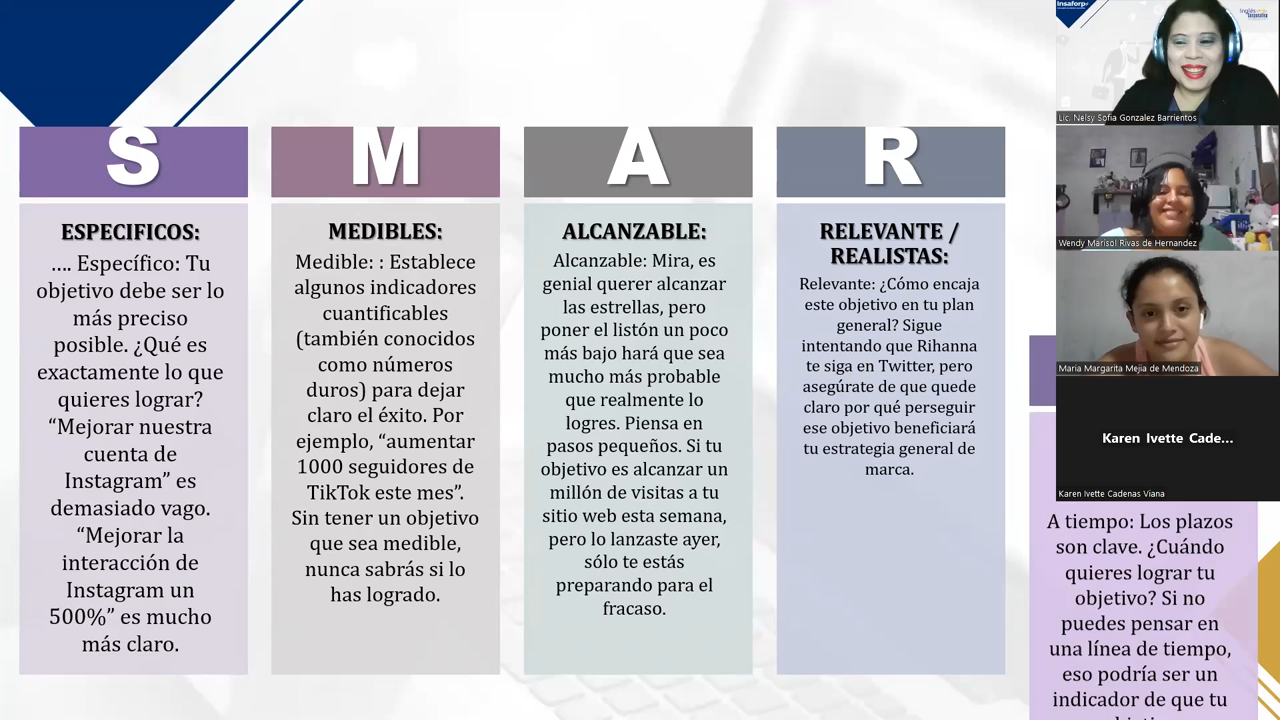 S
ESPECIFICOS:
.... Específico: Tu
objetivo debe ser lo
más preciso
posible. ¿Qué es
exactamente lo que
quieres lograr?
“Mejorar nuestra
cuenta de
Instagram” es
demasiado vago.
“Mejorar la
interacción de
Instagram un
500%” es mucho
más claro.
M
MEDIBLES:
Medible: : Establece
algunos indicadores
cuantificables
(también conocidos
como números
duros) para dejar
claro el éxito. Por
ejemplo, “aumentar
1000 seguidores de
TikTok este mes”.
Sin tener un objetivo
que sea medible,
nunca sabrás si lo
has logrado.
A
ALCANZABLE:
Alcanzable: Mira, es
genial querer alcanzar
las estrellas, pero
poner el listón un poco
más bajo hará que sea
mucho más probable
que realmente lo
logres. Piensa en
pasos pequeños. Si tu
objetivo es alcanzar un
millón de visitas a tu
sitio web esta semana,
pero lo lanzaste ayer,
sólo te estás
preparando para el
fracaso.
R
RELEVANTE /
REALISTAS:
Relevante: ¿Cómo encaja
este objetivo en tu plan
general? Sigue
intentando que Rihanna
te siga en Twitter, pero
asegúrate de que quede
claro por qué perseguir
ese objetivo beneficiará
tu estrategia general de
marca.
A tiempo: Los plazos
son clave. ¿Cuándo
quieres lograr tu
objetivo? Si no
puedes pensar en
una línea de tiempo,
eso podría ser un
indicador de que tu
Insaforp
Lic. Nelsy Sofia Gonzalez Barrientos
Wendy Marisol Rivas de Hernandez
Maria Margarita Mejia de Mendoza
Karen Ivette Cade...
Karen Ivette Cadenas Viana